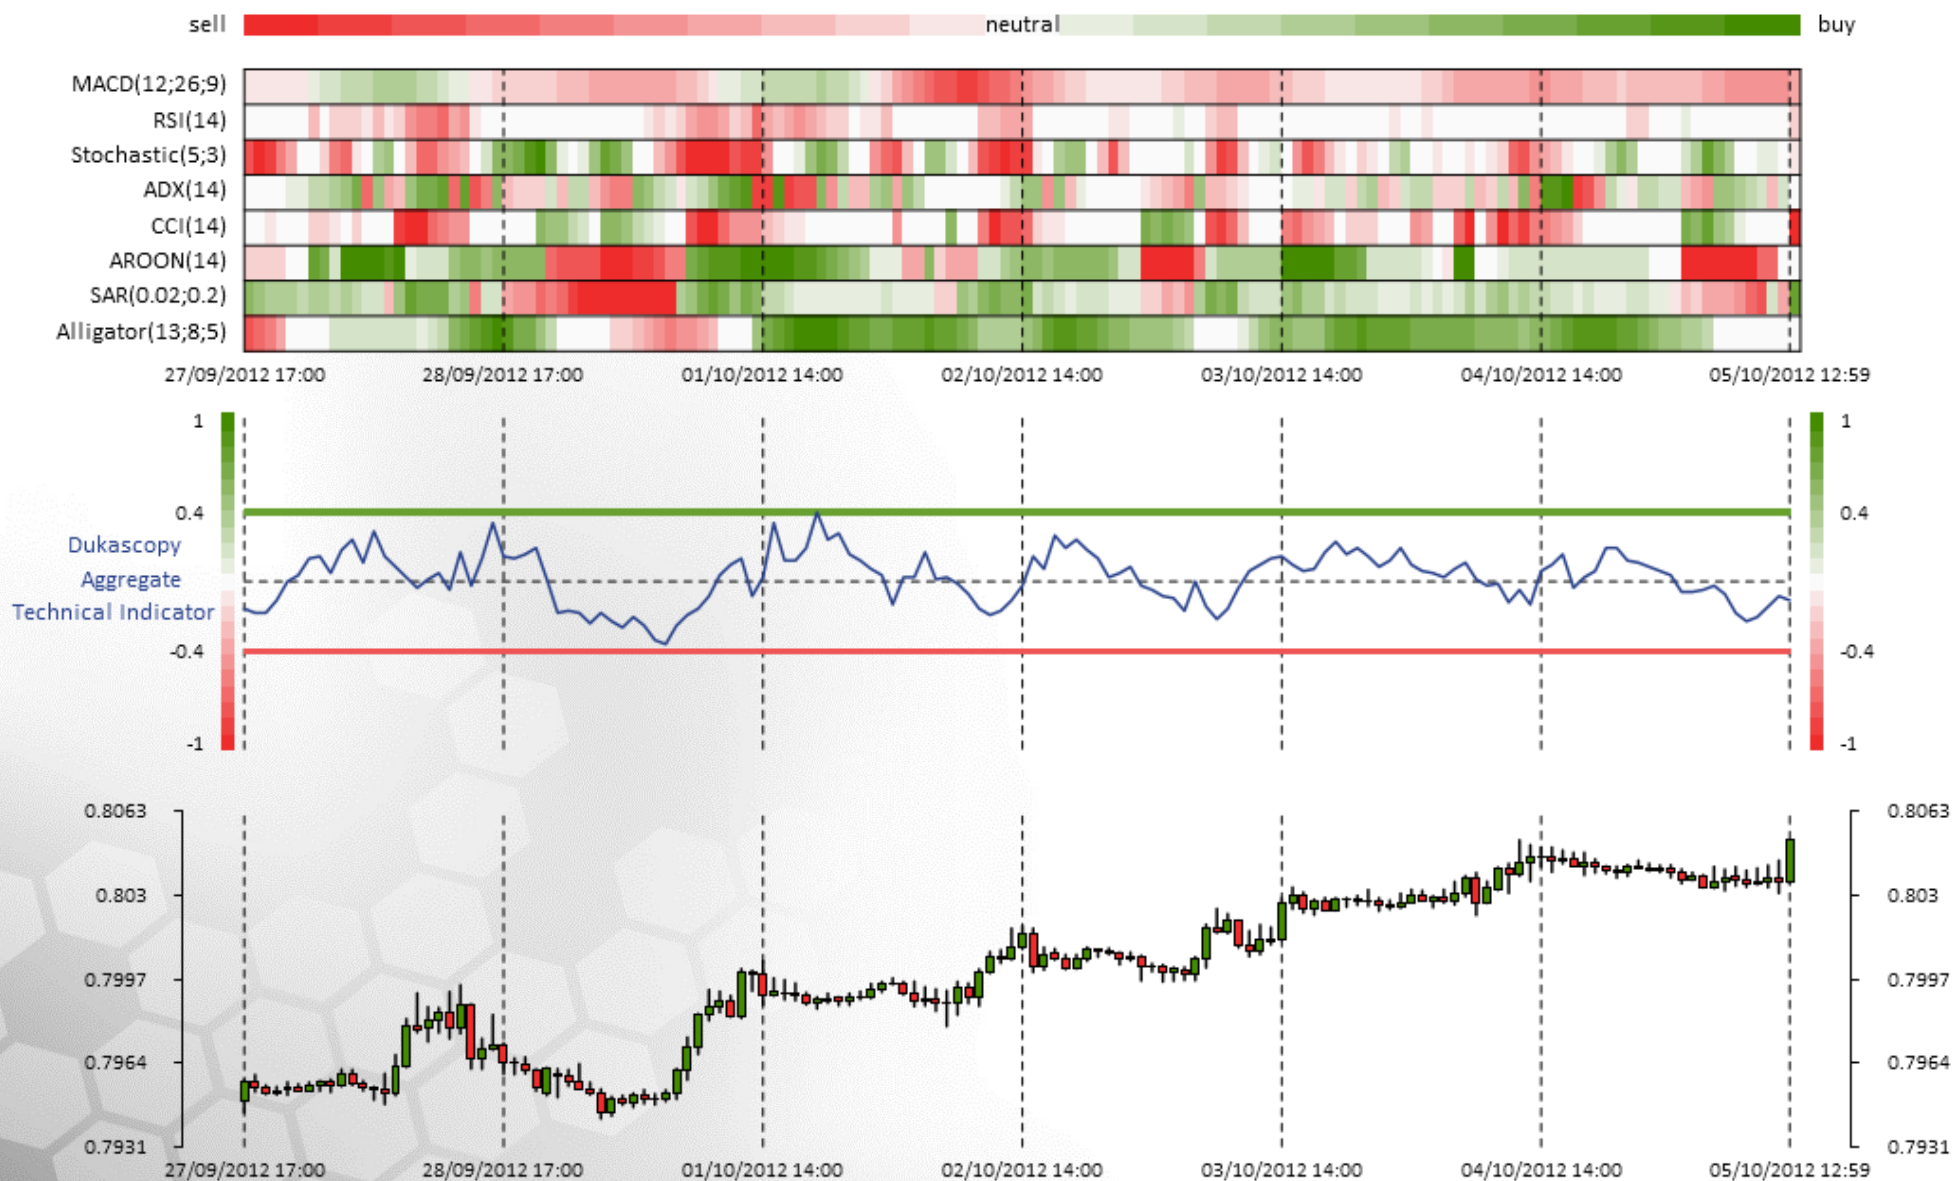 sell neutral buy
MACD(12;26;9)
RSI(14)
Stochastic(5;3)
ADX(14)
CCI(14)
AROON(14)
SAR(0.02;0.2)
Alligator(13;8;5)
27/09/2012 17:00 28/09/2012 17:00 01/10/2012 14:00 02/10/2012 14:00 03/10/2012 14:00 04/10/2012 14:00 05/10/2012 12:59
1 1
0.4 0.4
Dukascopy
Aggregate
Technical Indicator
-0.4 -0.4
-1 -1
0.8063 0.8063
0.803 0.803
0.7997 0.7997
0.7964 0.7964
0.7931 0.7931
27/09/2012 17:00 28/09/2012 17:00 01/10/2012 14:00 02/10/2012 14:00 03/10/2012 14:00 04/10/2012 14:00 05/10/2012 12:59